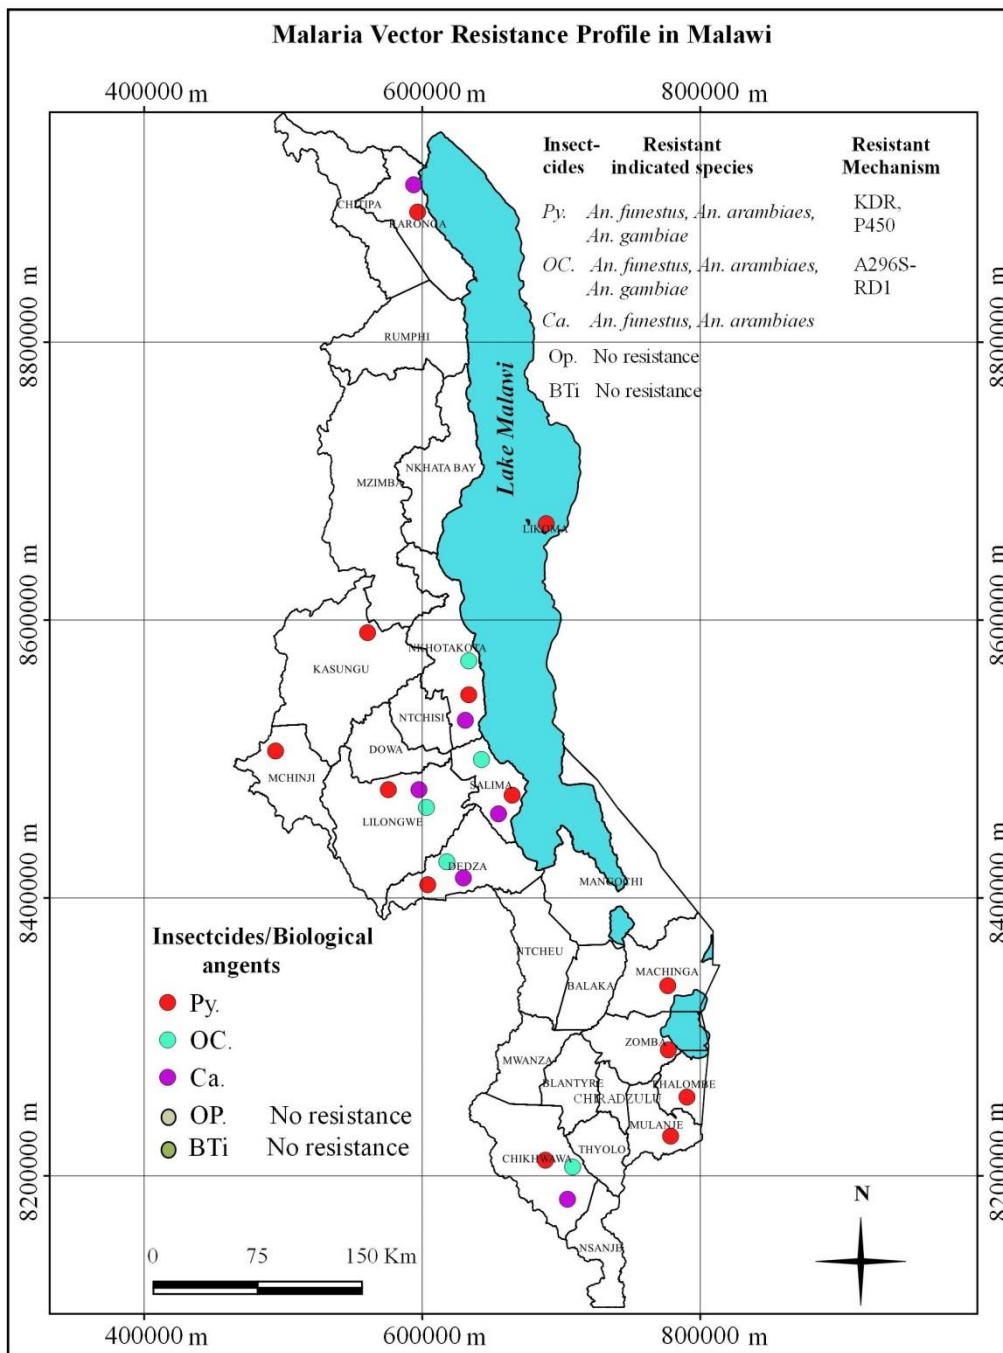 Malaria Vector Resistance Profile in Malawi
400000 m 600000 m 800000 m
Insect- Resistant Resistant
cides indicated species Mechanism
Py. An. funestus, An. arambiaes, KDR,
An. gambiae P450
OC. An. funestus, An. arambiaes, A296S-
An. gambiae RD1
Ca. An. funestus, An. arambiaes
Op. No resistance
BTi No resistance
CHITIPA
KARONGA
8800000 m 8800000 m
RUMPHI
Lake Malawi
NKHATA BAY
MZIMBA
LIKOMA
8600000 m 8600000 m
NKHOTAKOTA
KASUNGU
NTCHISI
DOWA
MCHINJI
SALIMA
LILONGWE
DEDZA
MANGOCHI
8400000 m 8400000 m
Insectcides/Biological
angents
Py.
OC.
Ca.
OP. No resistance
BTi No resistance
NTCHEU
MACHINGA
BALAKA
ZOMBA
MWANZA
BLANTYRE
PHALOMBE
CHIRADZULU
MULANJE
THYOLO
CHIKHWAWA
8200000 m 8200000 m
NSANJE
N
0 75 150 Km
400000 m 600000 m 800000 m